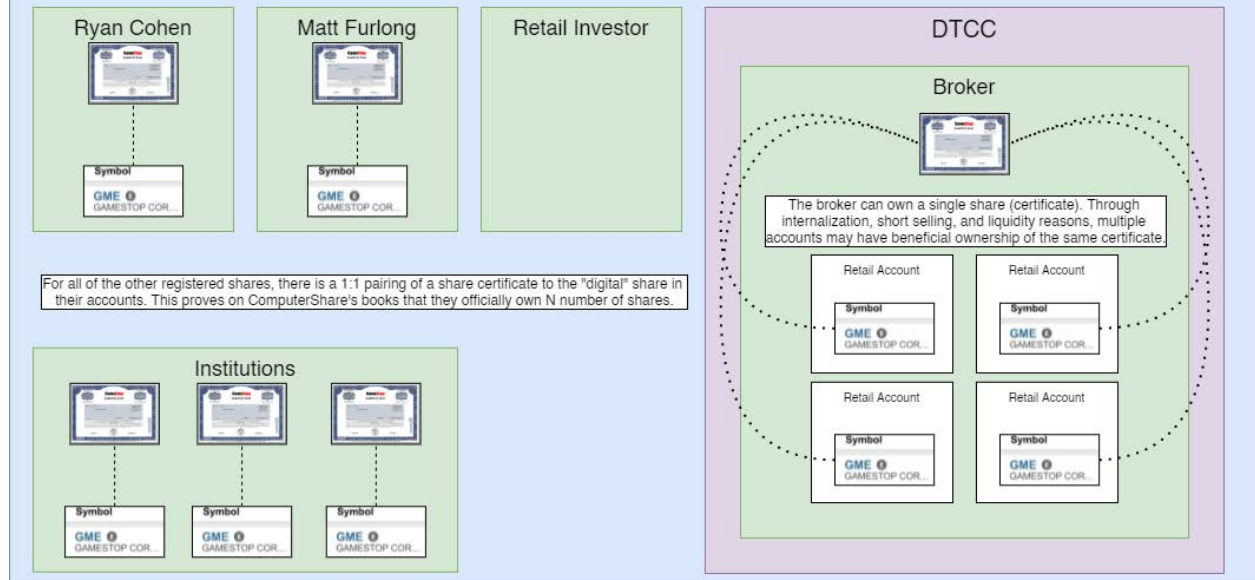 Ryan Cohen
Symbol
GME
GAMESTOP COR...
Matt Furlong
Symbol
GME
GAMESTOP COR...
Retail Investor
For all of the other registered shares, there is a 1:1 pairing of a share certificate to the "digital" share in
their accounts. This proves on ComputerShare's books that they officially own N number of shares.
Institutions
Symbol
GME
GAMESTOP COR...
Symbol
GME
GAMESTOP COR...
Symbol
GME
GAMESTOP COR...
DTCC
Broker
The broker can own a single share (certificate). Through
internalization, short selling, and liquidity reasons, multiple
accounts may have beneficial ownership of the same certificate.
Retail Account
Symbol
GME
GAMESTOP COR...
Retail Account
Symbol
GME
GAMESTOP COR...
Retail Account
Symbol
GME
GAMESTOP COR...
Retail Account
Symbol
GME
GAMESTOP COR...